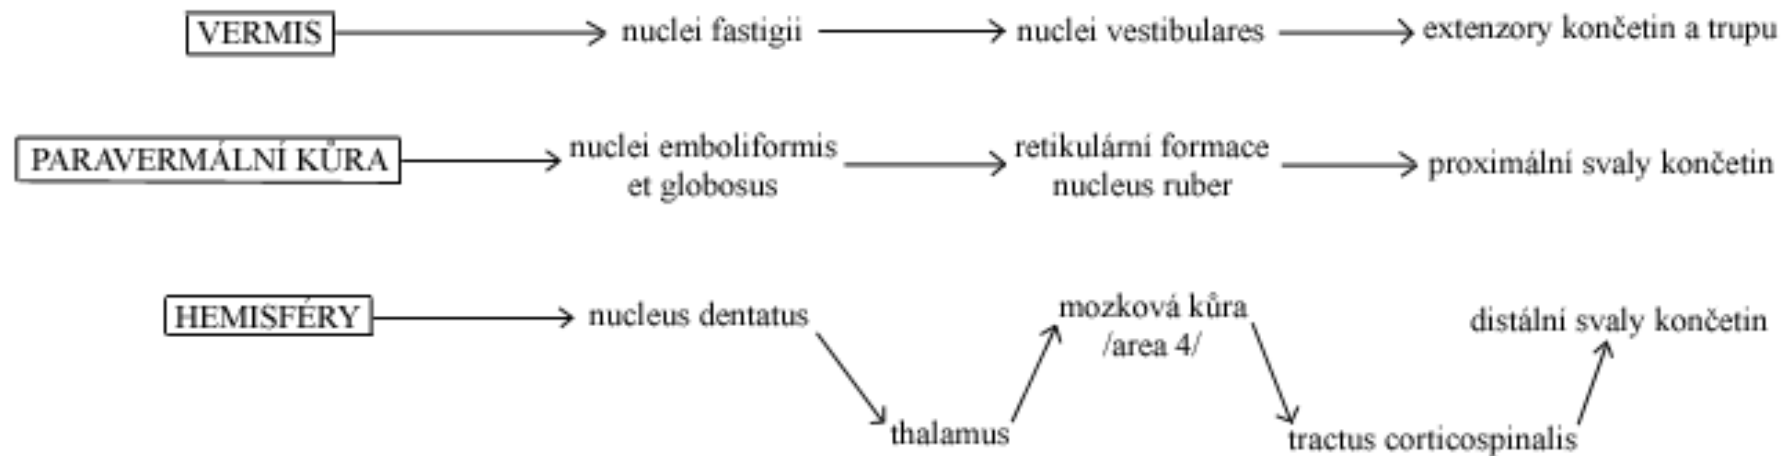 VERMIS
nuclei fastigii
nuclei vestibulares
extenzory končetin a trupu
PARAVERMÁLNÍ KŮRA
nuclei emboliformis
et globosus
retikulární formace
nucleus ruber
proximální svaly končetin
HEMISFÉRY
nucleus dentatus
thalamus
mozková kůra
/area 4/
tractus corticospinalis
distální svaly končetin